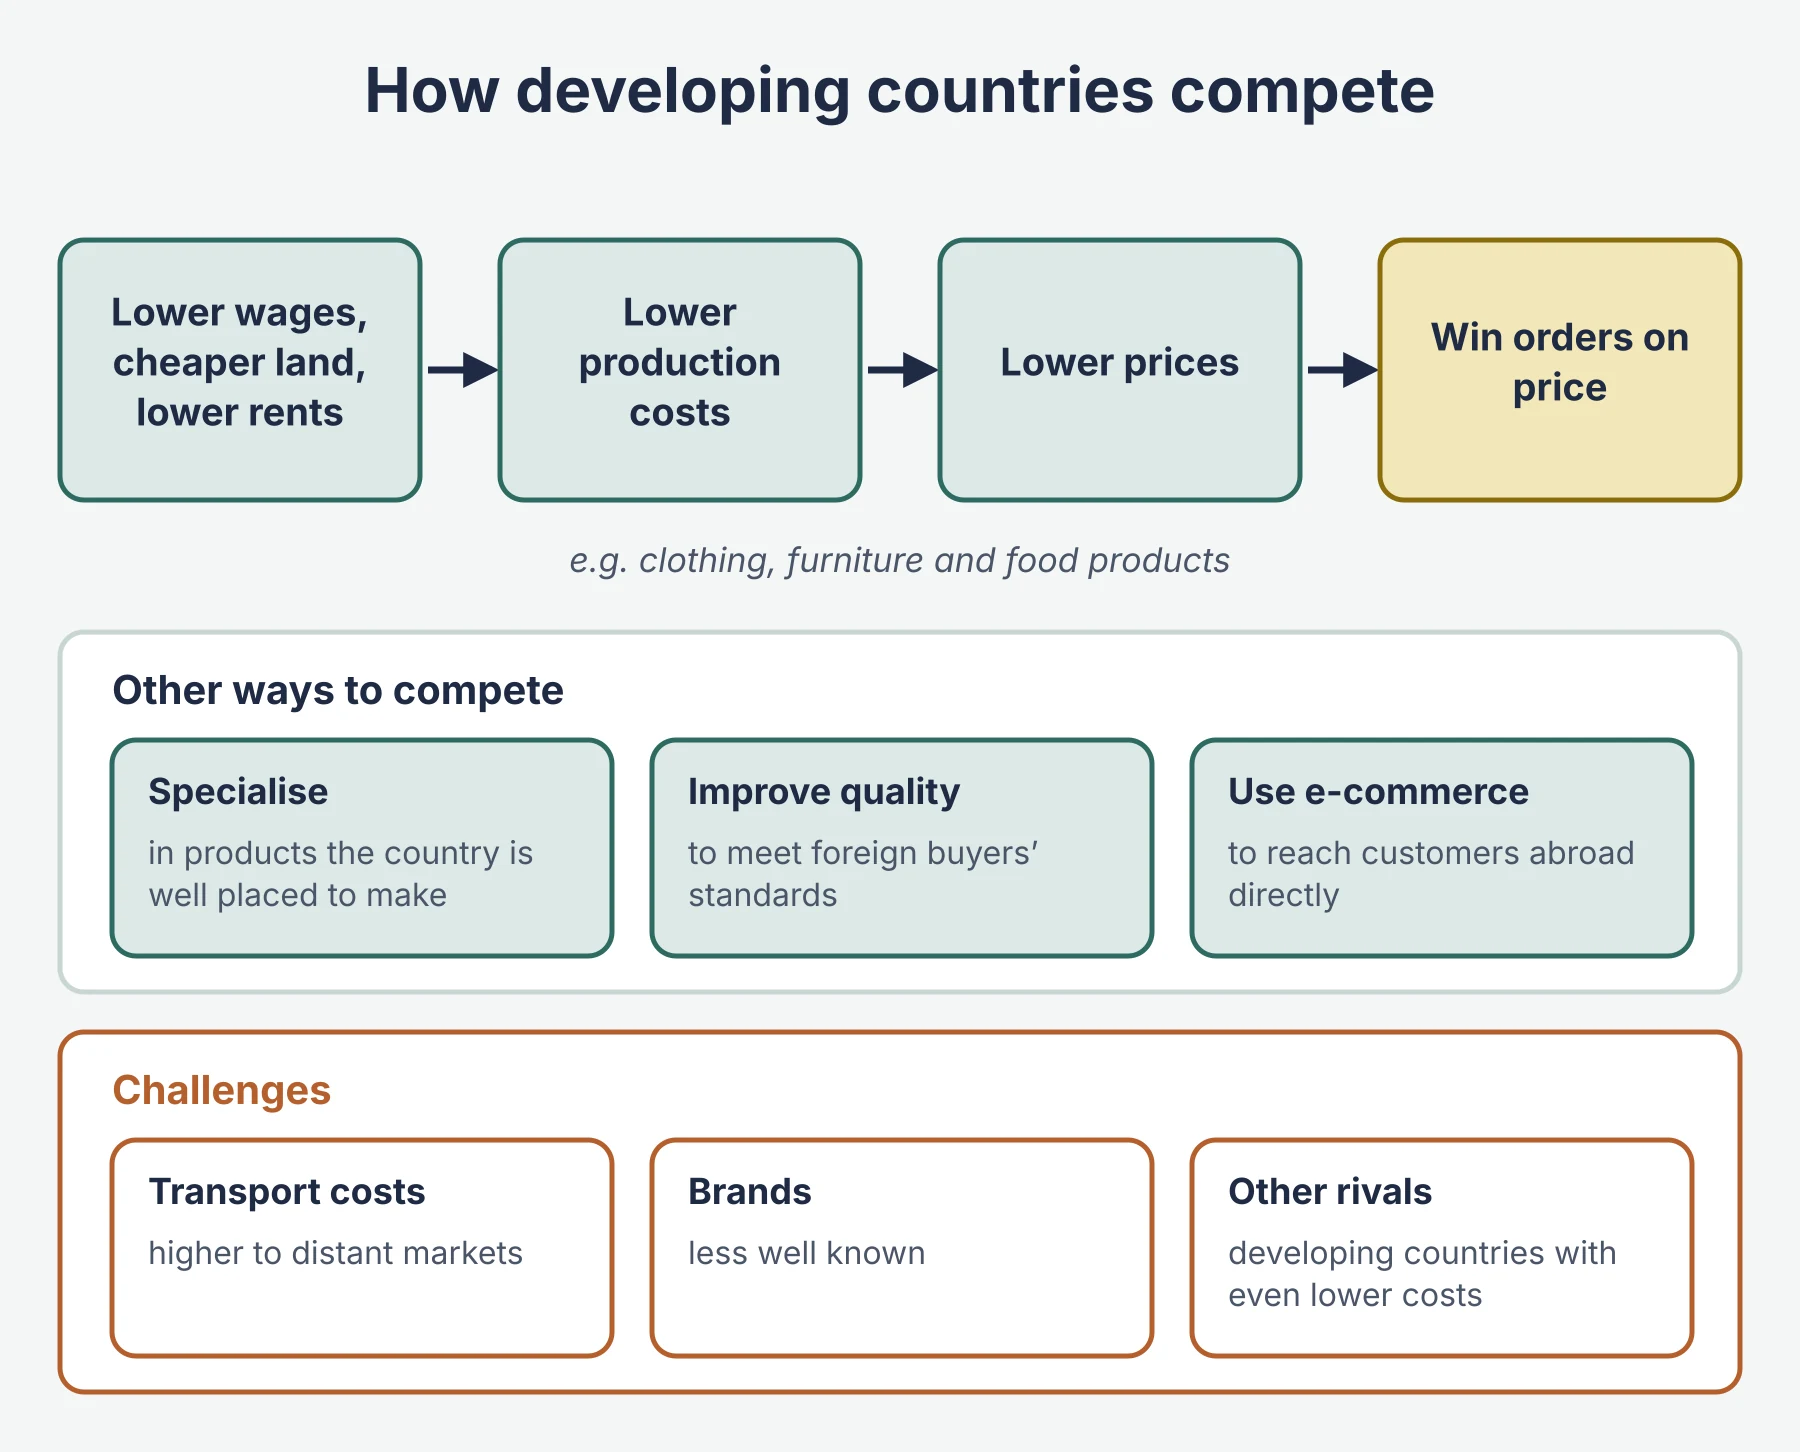 How developing countries compete
Lower wages,
cheaper land,
lower rents
Lower
production
costs
Lower prices
Win orders on
price
e.g. clothing, furniture and food products
Other ways to compete
Specialise
in products the country is
well placed to make
Improve quality
to meet foreign buyers’
standards
Use e-commerce
to reach customers abroad
directly
Challenges
Transport costs
higher to distant markets
Brands
less well known
Other rivals
developing countries with
even lower costs